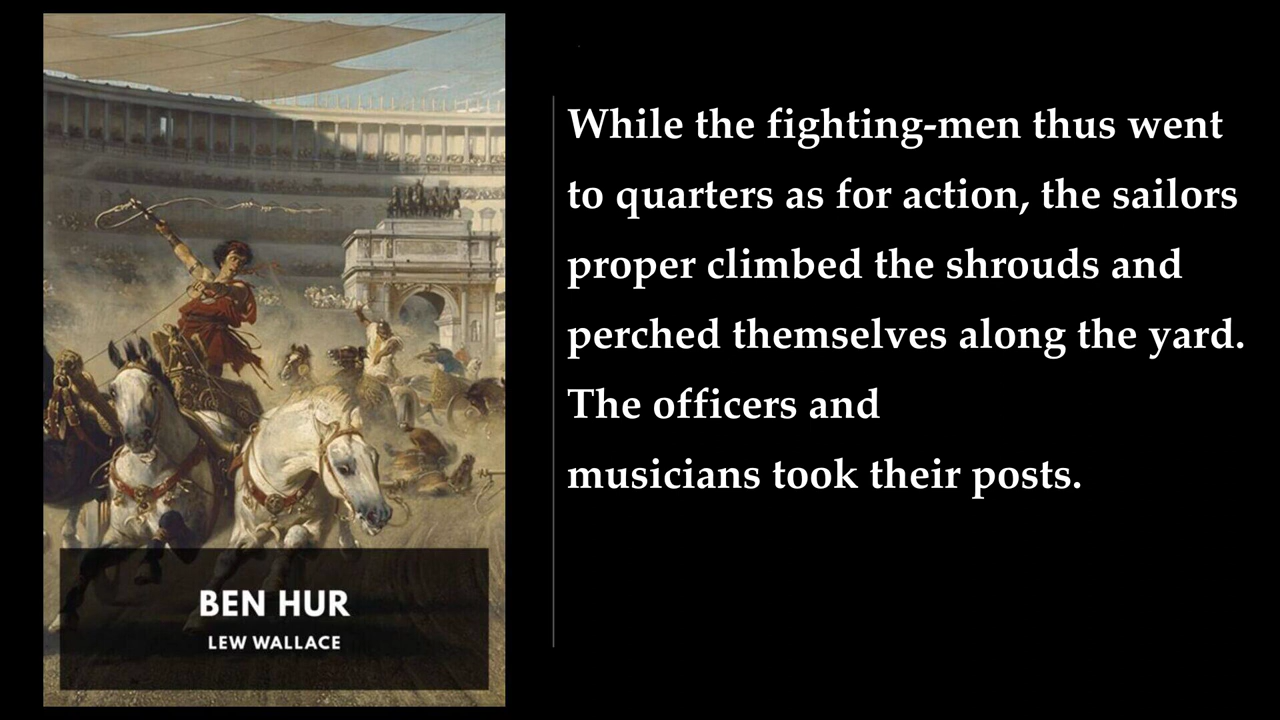 While the fighting-men thus went
to quarters as for action, the sailors
proper climbed the shrouds and
perched themselves along the yard.
The officers and
musicians took their posts.
BEN HUR
LEW WALLACE